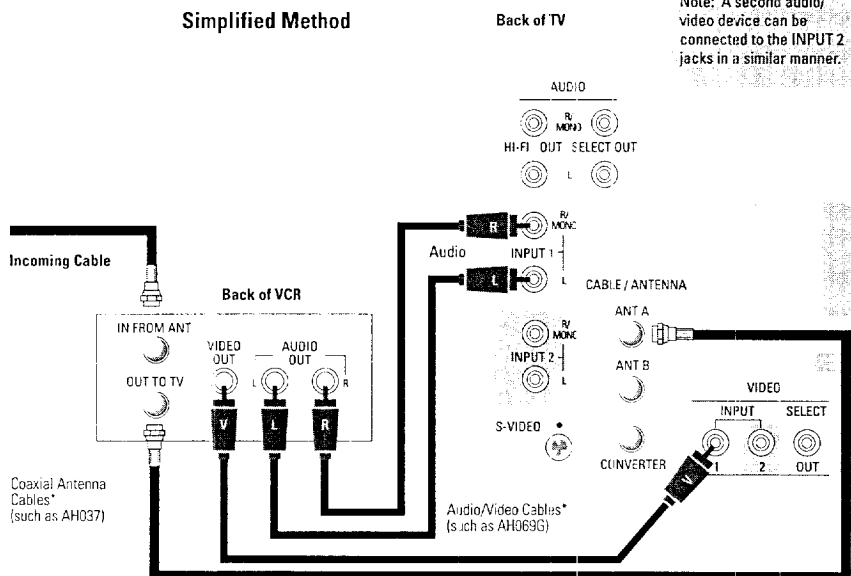 Simplified Method
Back of TV
Note: A second audio/
video device can be
connected to the INPUT 2
jacks in a similar manner.
AUDIO
R/
MONO
HI-FI OUT SELECT OUT
L
R
R/
MONO
Audio
INPUT 1
L
L
Incoming Cable
CABLE / ANTENNA
Back of VCR
ANT A
IN FROM ANT
VIDEO
OUT
AUDIO
OUT
R/
MONO
INPUT 2
L
ANT B
OUT TO TV
L
R
VIDEO
INPUT
SELECT
V
L
R
S-VIDEO
CONVERTER
1
2
OUT
V
Coaxial Antenna
Cables*
(such as AH037)
Audio/Video Cables*
(such as AH069G)